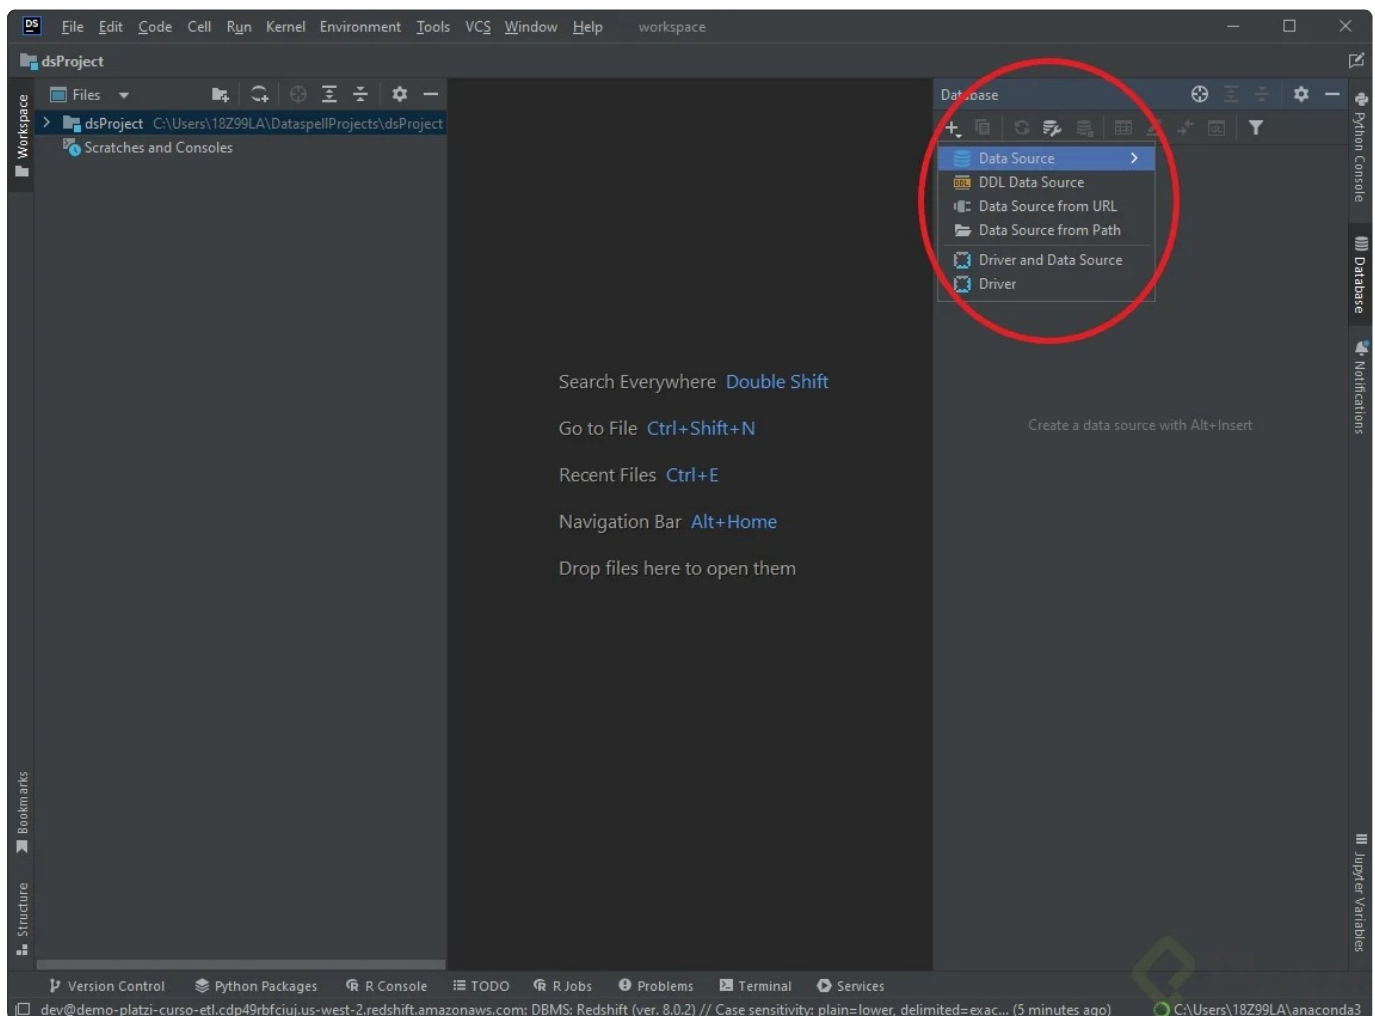 DS File Edit Code Cell Run Kernel Environment Tools VCS Window Help workspace
dsProject
Files
dsProject C:\Users\18Z99LA\DataspellProjects\dsProject
Scratches and Consoles
Workspace
Bookmarks
Structure
Search Everywhere Double Shift
Go to File Ctrl+Shift+N
Recent Files Ctrl+E
Navigation Bar Alt+Home
Drop files here to open them
Database
Data Source
DDL Data Source
Data Source from URL
Data Source from Path
Driver and Data Source
Driver
Create a data source with Alt+Insert
Python Console
Database
Notifications
Jupyter Variables
Version Control Python Packages R Console TODO R Jobs Problems Terminal Services
dev@demo-platzi-curso-etl.cdp49rbfciuj.us-west-2.redshift.amazonaws.com: DBMS: Redshift (ver. 8.0.2) // Case sensitivity: plain=lower, delimited=exac... (5 minutes ago) C:\Users\18Z99LA\anaconda3